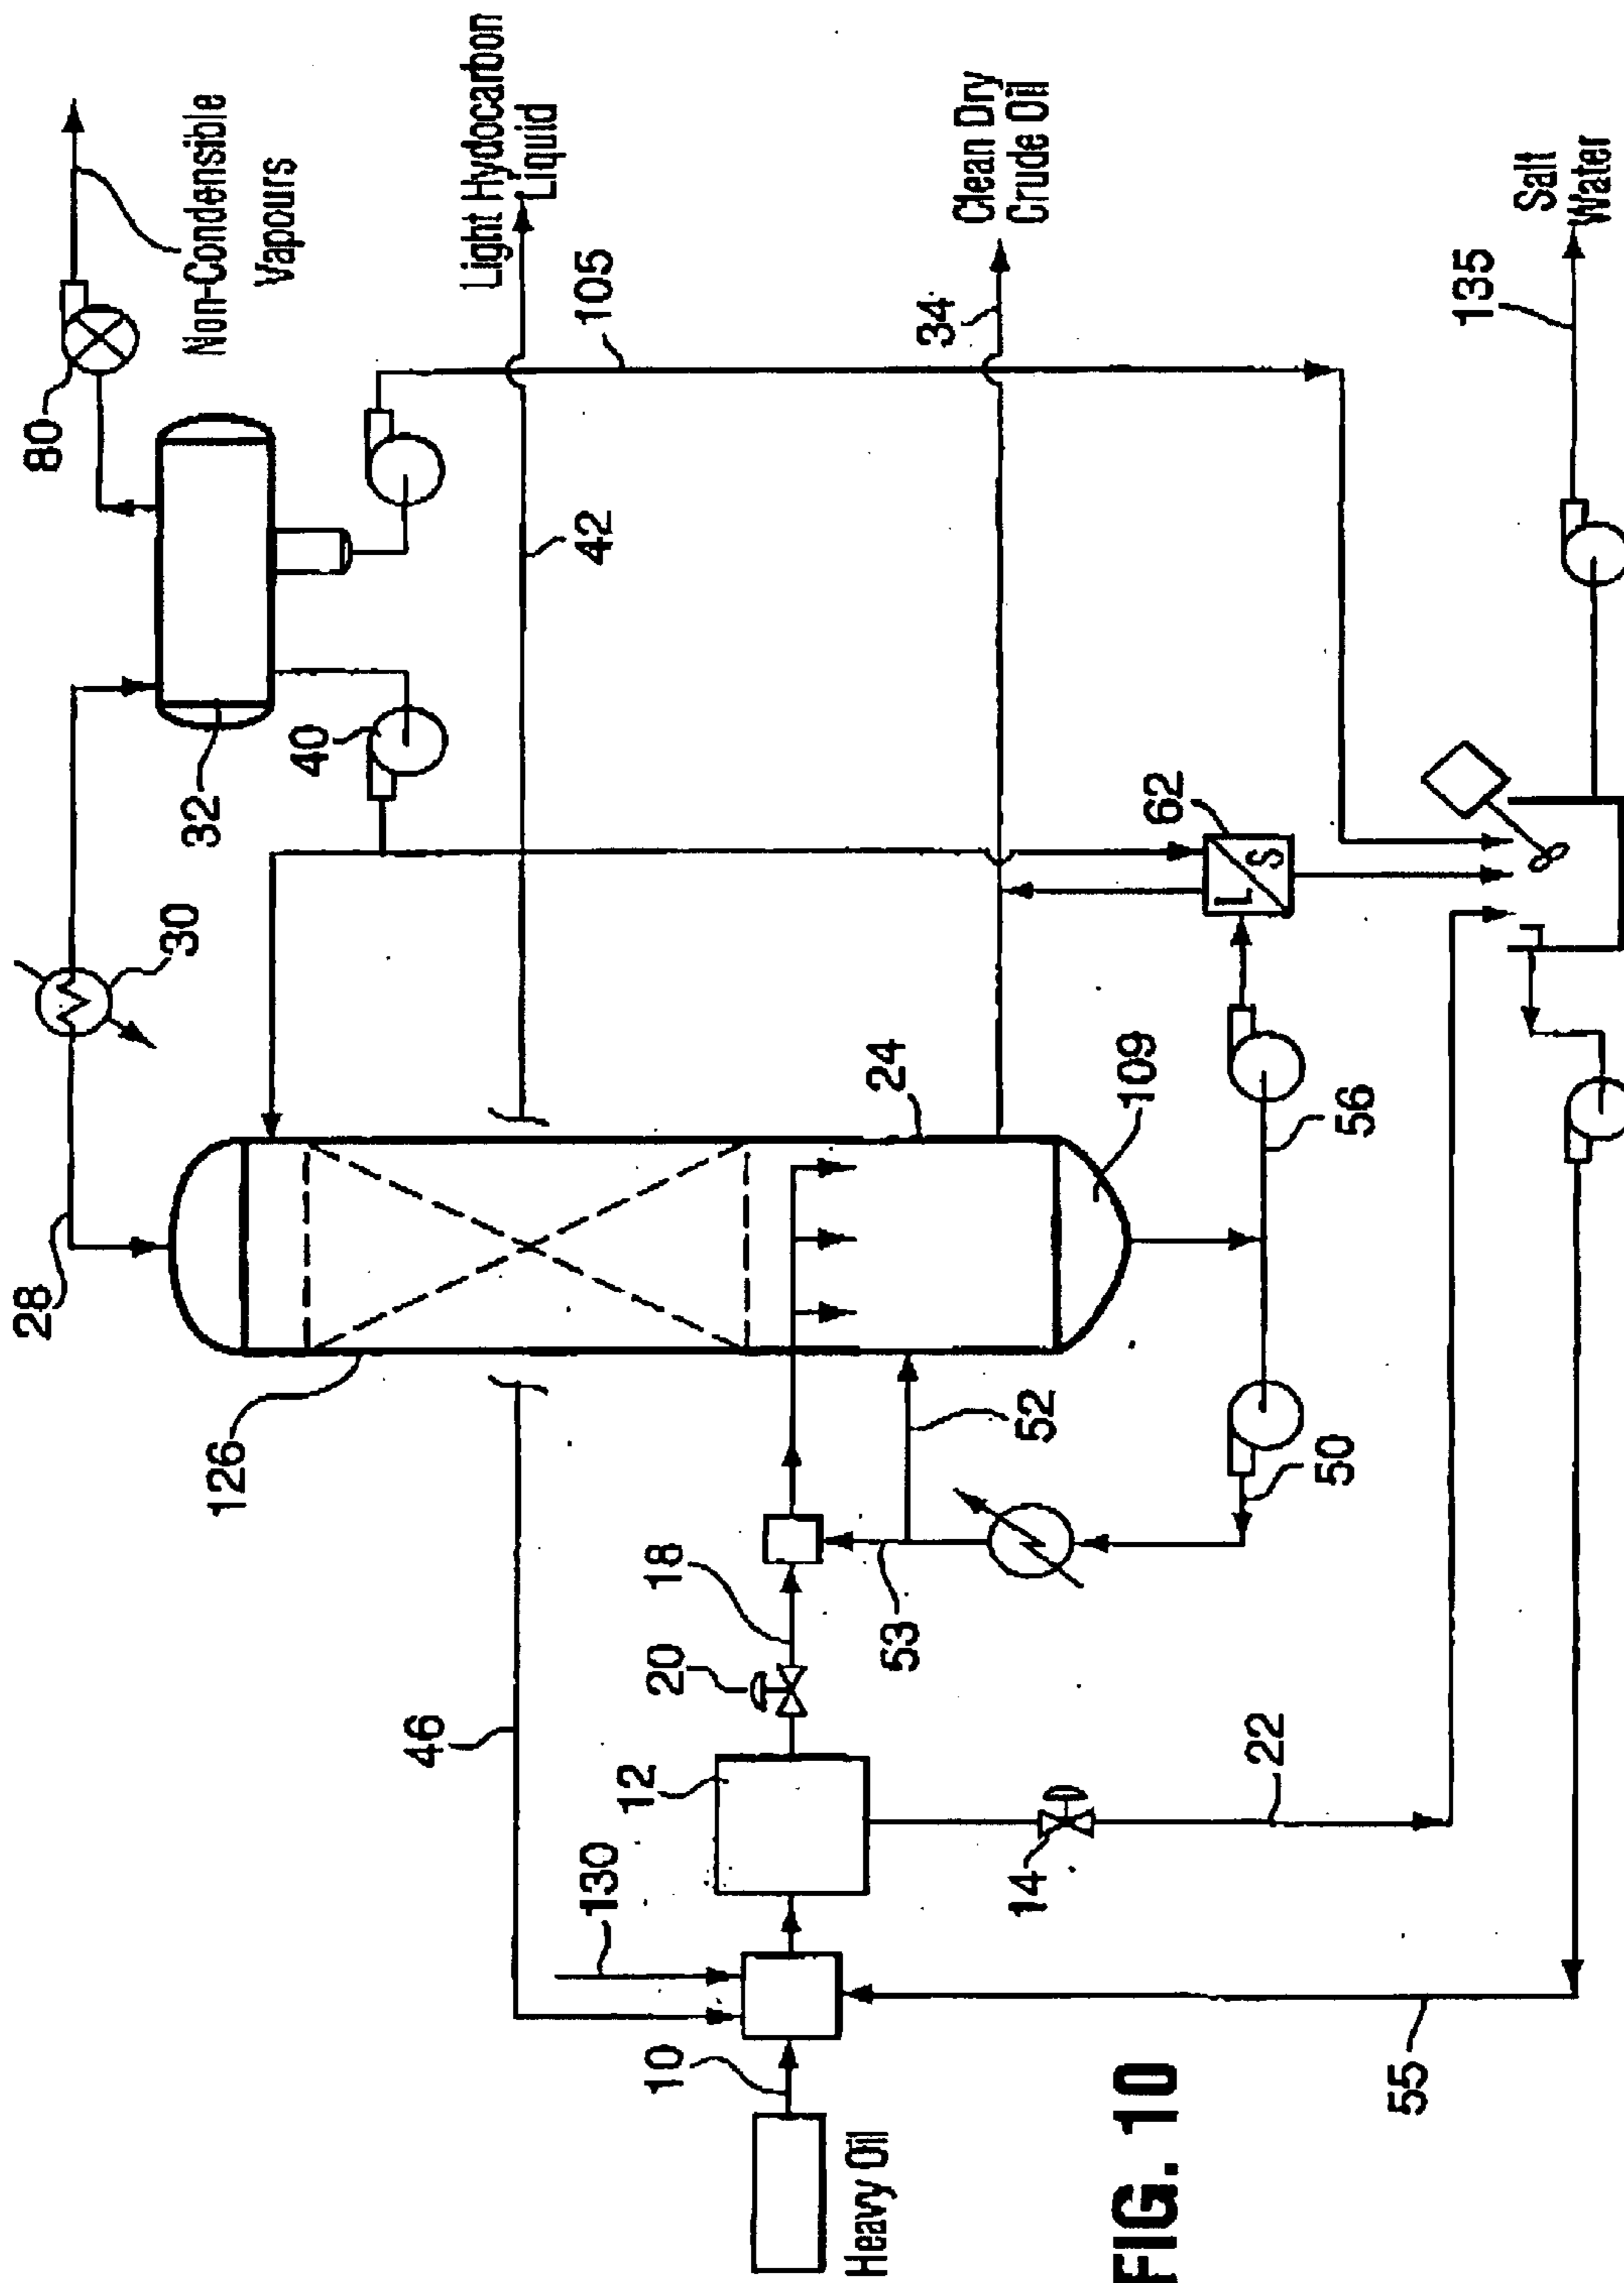 80
Non-Condensible
Vapours
Light Hydocarbon
Liquid
105
42
Clean Dry
Crude Oil
34
Salt
Water
135
32
40
30
62
L
S
28
24
109
56
126
52
50
53
18
20
46
12
22
14
130
10
55
Heavy Oil
FIG. 10